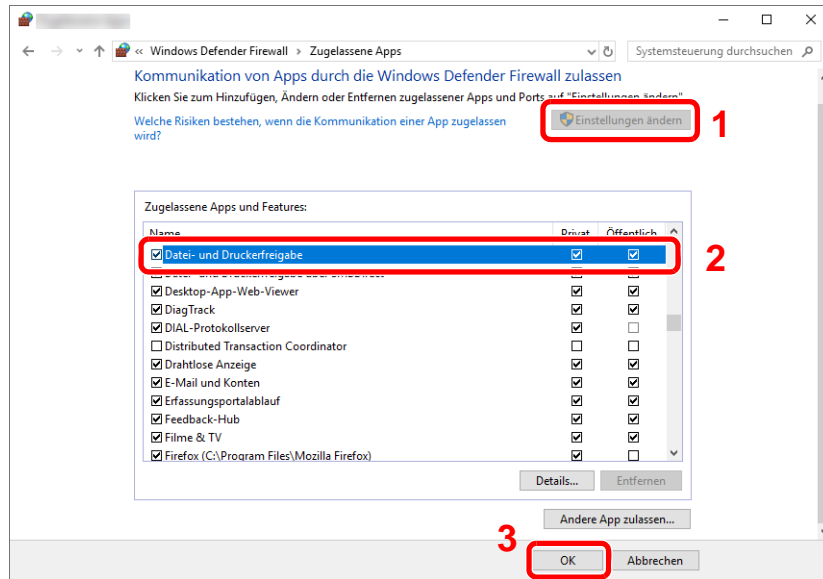 « Windows Defender Firewall › Zugelassene Apps
Systemsteuerung durchsuchen
Kommunikation von Apps durch die Windows Defender Firewall zulassen
Klicken Sie zum Hinzufügen, Ändern oder Entfernen zugelassener Apps und Ports auf "Einstellungen ändern"
Welche Risiken bestehen, wenn die Kommunikation einer App zugelassen
wird?
Einstellungen ändern
1
Zugelassene Apps und Features:
Name Privat Öffentlich
Datei- und Druckerfreigabe
2
Desktop-App-Web-Viewer
DiagTrack
DIAL-Protokollserver
Distributed Transaction Coordinator
Drahtlose Anzeige
E-Mail und Konten
Erfassungsportalablauf
Feedback-Hub
Filme & TV
Firefox (C:\Program Files\Mozilla Firefox)
Details... Entfernen
Andere App zulassen...
3
OK Abbrechen